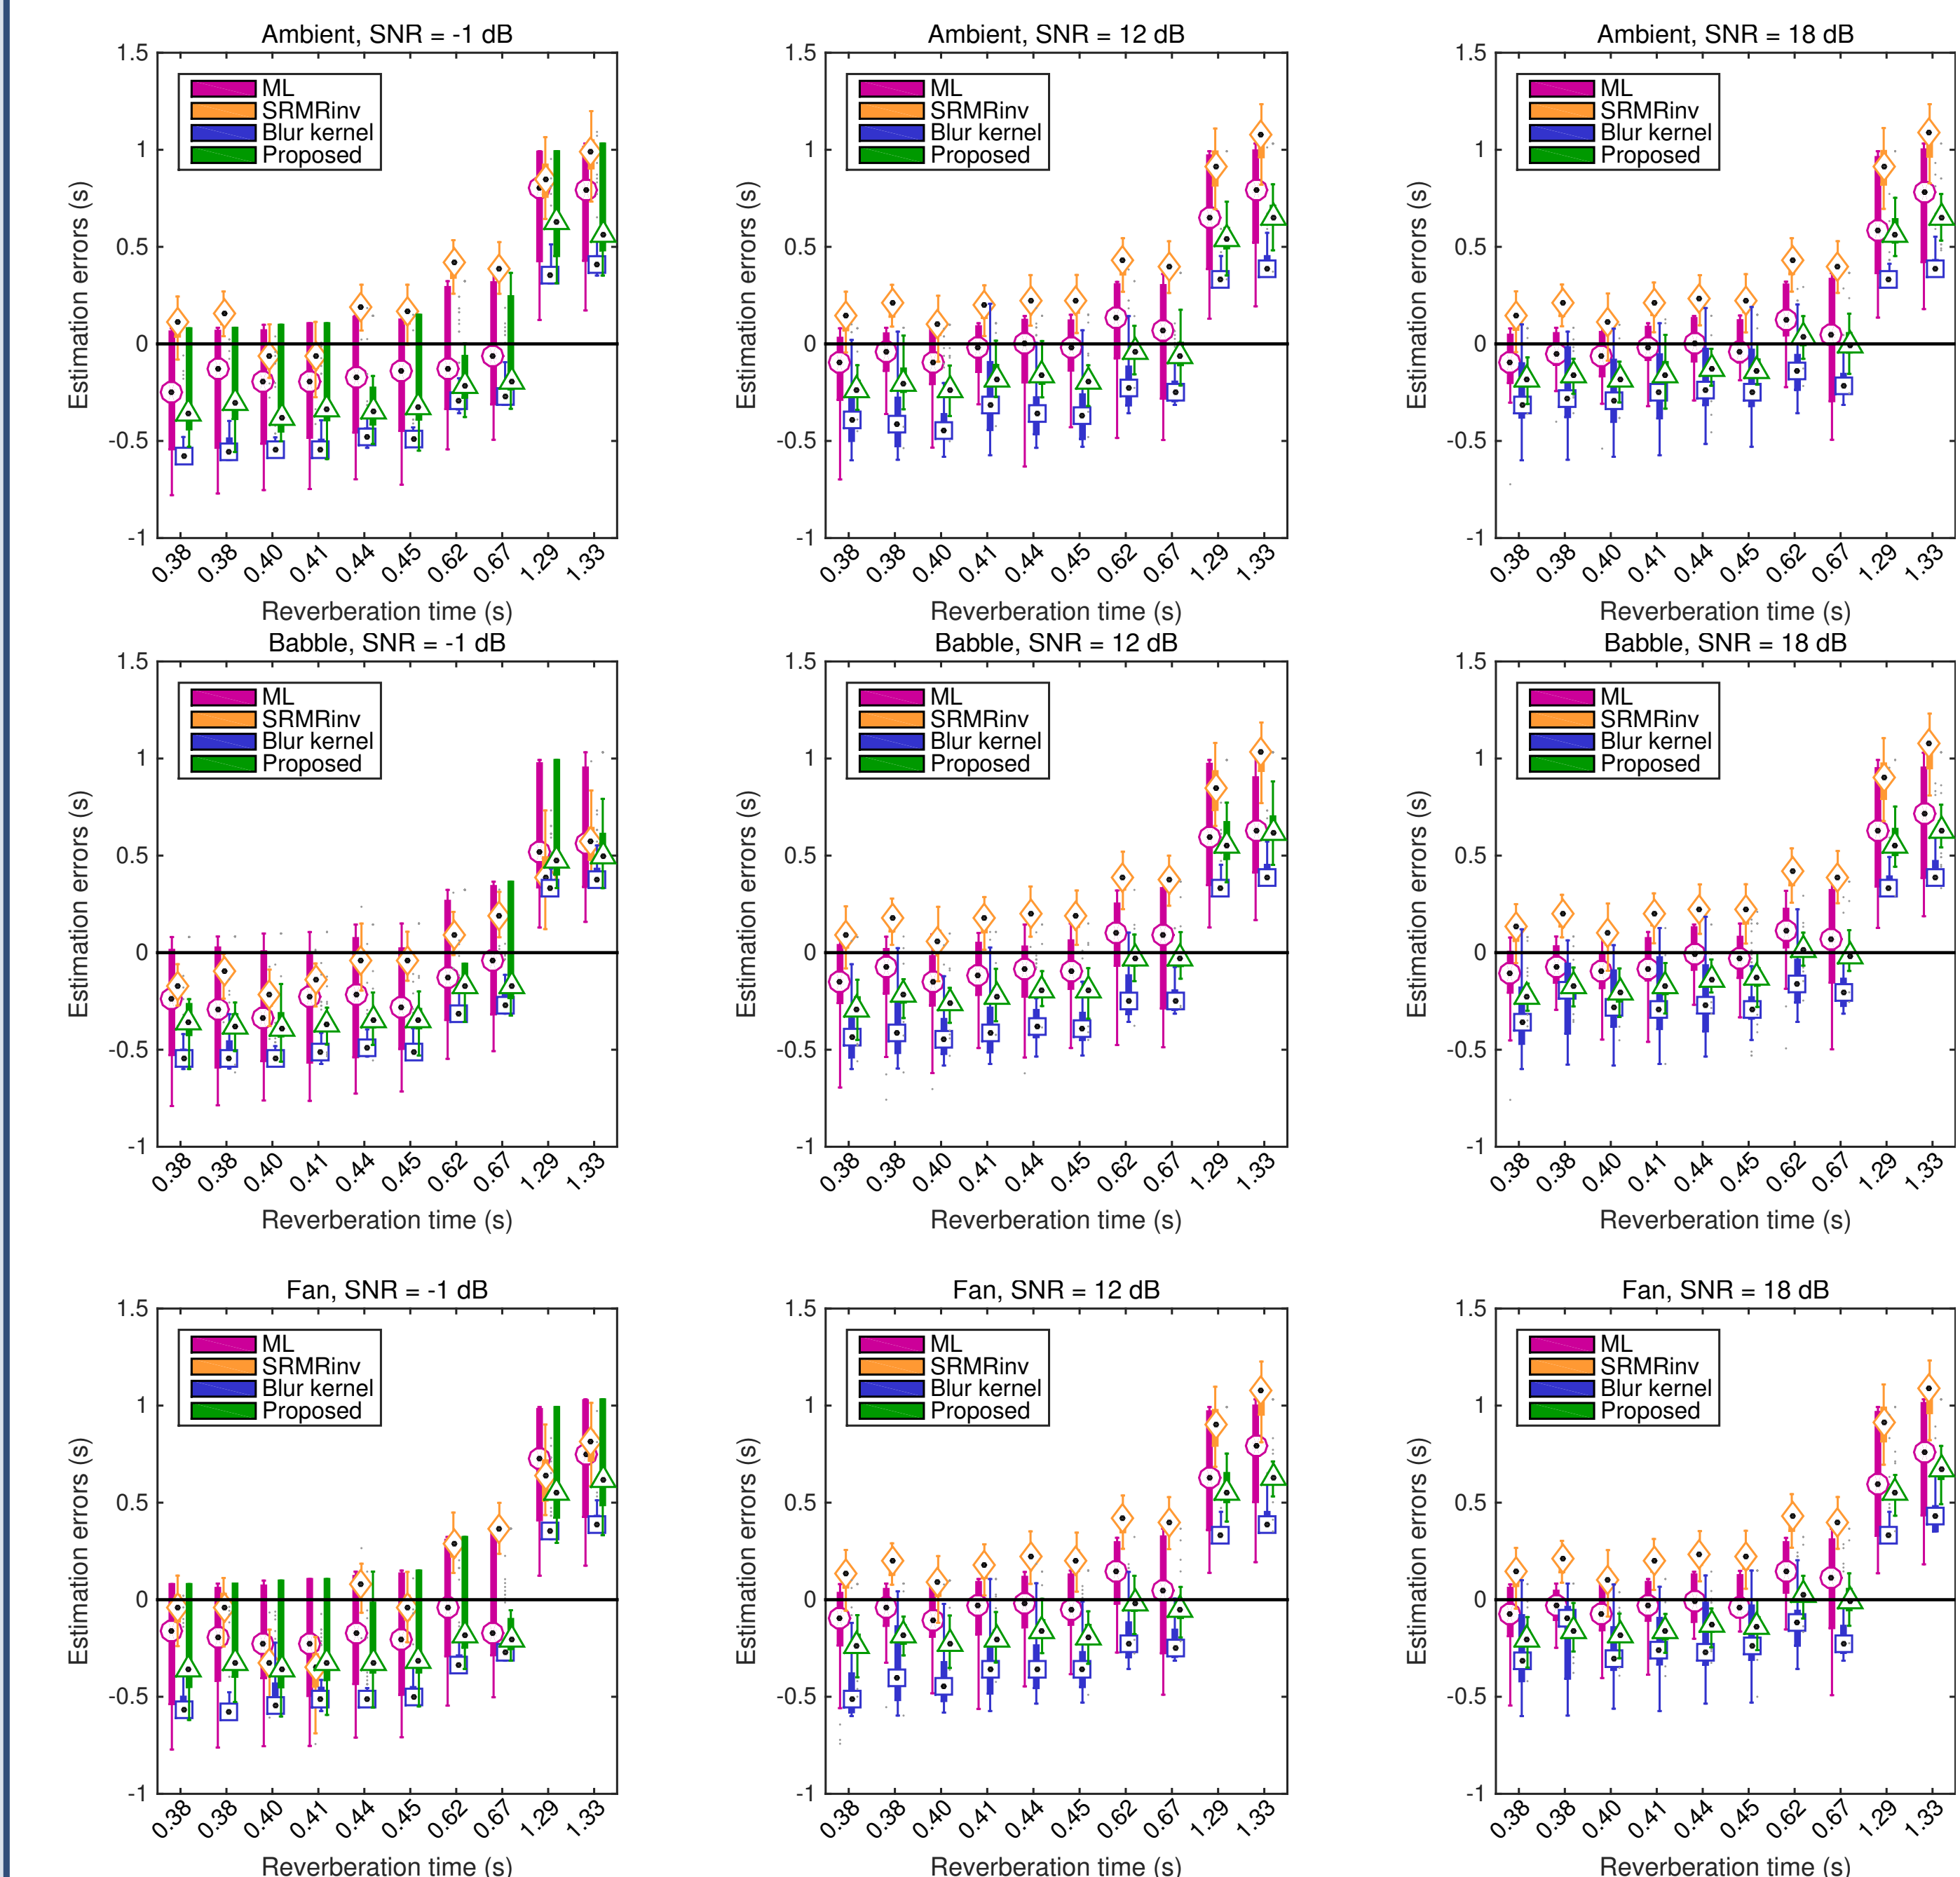 Ambient, SNR = -1 dB
1.5
1
0.5
0
-0.5
-1
Estimation errors (s)
ML
SRMRinv
Blur kernel
Proposed
0.38 0.38 0.40 0.41 0.44 0.45 0.62 0.67 1.29 1.33
Reverberation time (s)
Ambient, SNR = 12 dB
1.5
1
0.5
0
-0.5
-1
Estimation errors (s)
ML
SRMRinv
Blur kernel
Proposed
0.38 0.38 0.40 0.41 0.44 0.45 0.62 0.67 1.29 1.33
Reverberation time (s)
Ambient, SNR = 18 dB
1.5
1
0.5
0
-0.5
-1
Estimation errors (s)
ML
SRMRinv
Blur kernel
Proposed
0.38 0.38 0.40 0.41 0.44 0.45 0.62 0.67 1.29 1.33
Reverberation time (s)
Babble, SNR = -1 dB
1.5
1
0.5
0
-0.5
-1
Estimation errors (s)
ML
SRMRinv
Blur kernel
Proposed
0.38 0.38 0.40 0.41 0.44 0.45 0.62 0.67 1.29 1.33
Reverberation time (s)
Babble, SNR = 12 dB
1.5
1
0.5
0
-0.5
-1
Estimation errors (s)
ML
SRMRinv
Blur kernel
Proposed
0.38 0.38 0.40 0.41 0.44 0.45 0.62 0.67 1.29 1.33
Reverberation time (s)
Babble, SNR = 18 dB
1.5
1
0.5
0
-0.5
-1
Estimation errors (s)
ML
SRMRinv
Blur kernel
Proposed
0.38 0.38 0.40 0.41 0.44 0.45 0.62 0.67 1.29 1.33
Reverberation time (s)
Fan, SNR = -1 dB
1.5
1
0.5
0
-0.5
-1
Estimation errors (s)
ML
SRMRinv
Blur kernel
Proposed
0.38 0.38 0.40 0.41 0.44 0.45 0.62 0.67 1.29 1.33
Reverberation time (s)
Fan, SNR = 12 dB
1.5
1
0.5
0
-0.5
-1
Estimation errors (s)
ML
SRMRinv
Blur kernel
Proposed
0.38 0.38 0.40 0.41 0.44 0.45 0.62 0.67 1.29 1.33
Reverberation time (s)
Fan, SNR = 18 dB
1.5
1
0.5
0
-0.5
-1
Estimation errors (s)
ML
SRMRinv
Blur kernel
Proposed
0.38 0.38 0.40 0.41 0.44 0.45 0.62 0.67 1.29 1.33
Reverberation time (s)